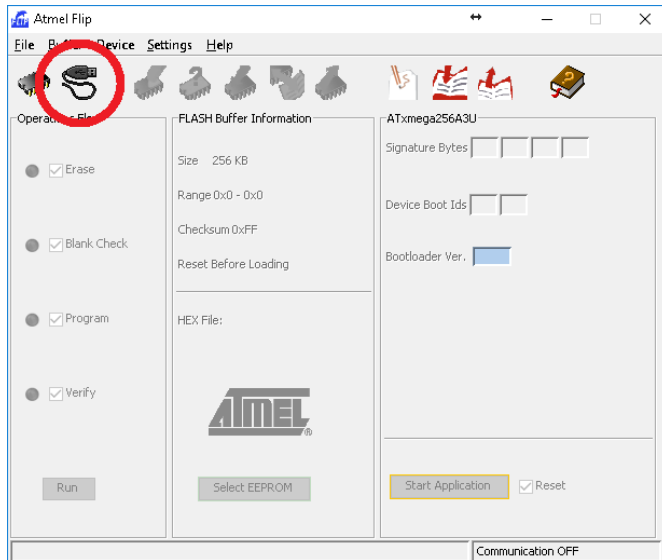 Atmel Flip
File Device Settings Help
FLASH Buffer Information
ATxmega256A3U
Signature Bytes
Size 256 KB
Erase
Range 0x0 - 0x0
Device Boot Ids
Checksum 0xFF
Blank Check
Bootloader Ver.
Reset Before Loading
Program
HEX File:
Verify
ATMEL
®
Run
Select EEPROM
Start Application
Reset
Communication OFF